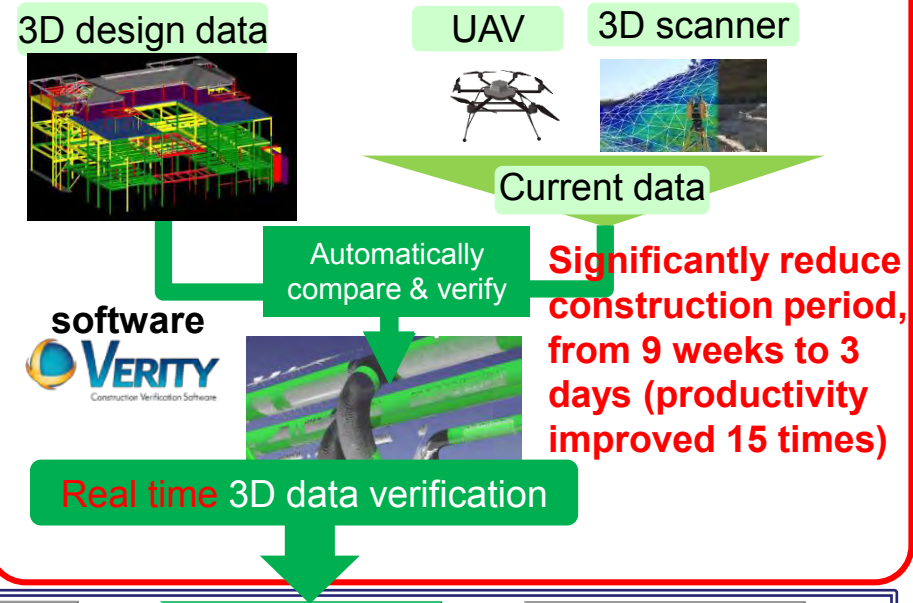 3D design data
UAV
3D scanner
Current data
Automatically
compare & verify
software
VERITY
Construction Verification Software
Significantly reduce
construction period,
from 9 weeks to 3
days (productivity
improved 15 times)
Real time 3D data verification